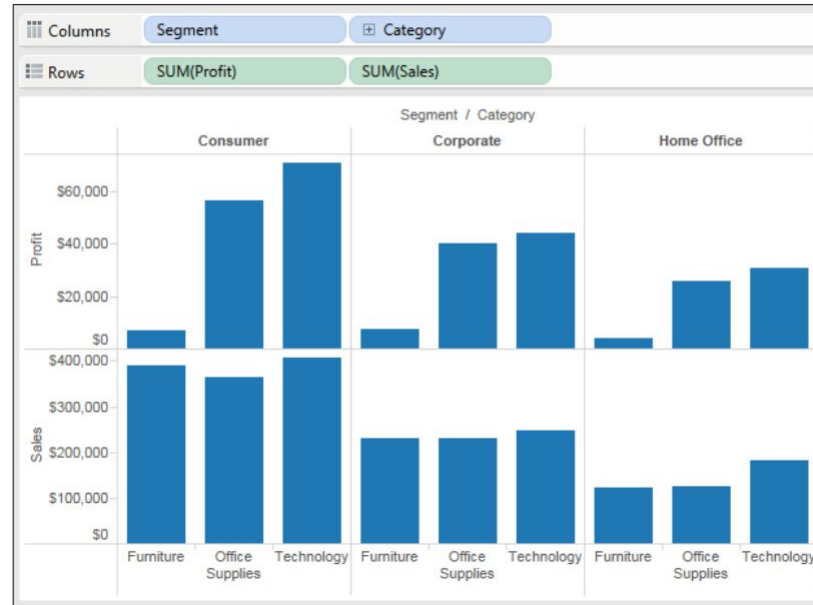 Columns Segment Category
Rows SUM(Profit) SUM(Sales)
Segment / Category
Consumer Corporate Home Office
Profit
$60,000
$40,000
$20,000
$0
Sales
$400,000
$300,000
$200,000
$100,000
$0
Furniture Office Technology Furniture Office Technology Furniture Office Technology
Supplies Supplies Supplies